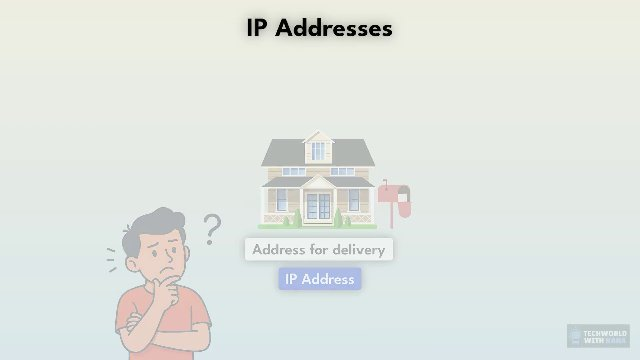 IP Addresses
?
Address for delivery
IP Address
TECHWORLD
WITH NANA